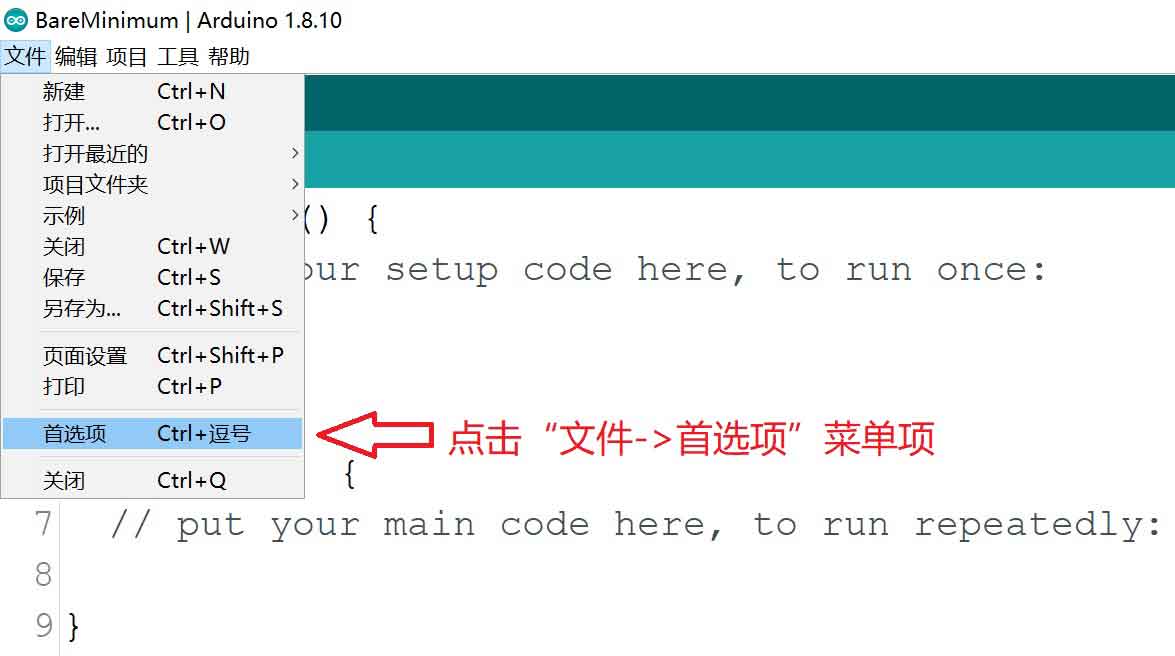 BareMinimum | Arduino 1.8.10
文件 编辑 项目 工具 帮助
新建 Ctrl+N
打开... Ctrl+O
打开最近的
项目文件夹
示例
() {
关闭 Ctrl+W
our setup code here, to run once:
保存 Ctrl+S
另存为... Ctrl+Shift+S
页面设置 Ctrl+Shift+P
打印 Ctrl+P
首选项 Ctrl+逗号
点击“文件->首选项”菜单项
关闭 Ctrl+Q
{
7 // put your main code here, to run repeatedly:
8
9 }